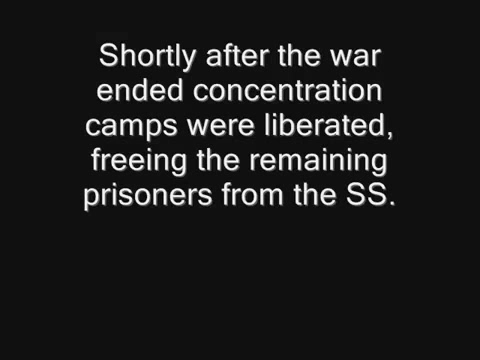 Shortly after the war
ended concentration
camps were liberated,
freeing the remaining
prisoners from the SS.